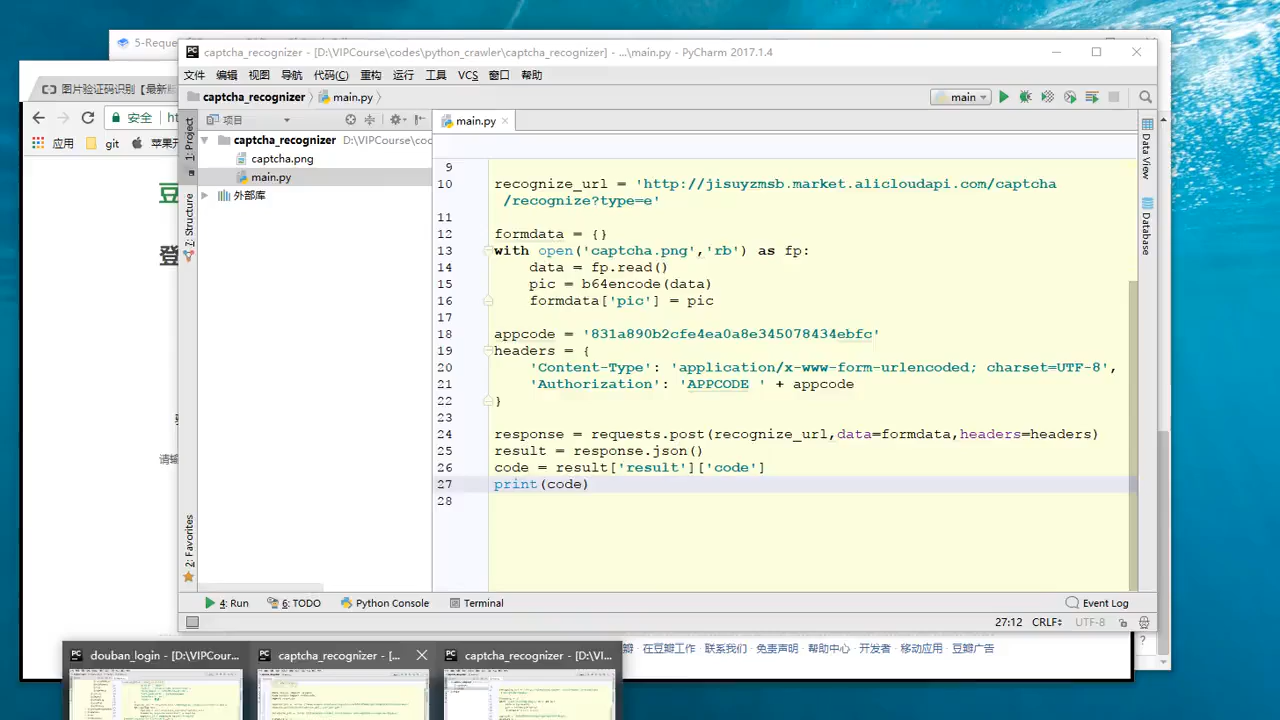 5-Reque
captcha_recognizer - [D:\VIPCourse\codes\python_crawler\captcha_recognizer] - ...\main.py - PyCharm 2017.1.4
文件 编辑 视图 导航 代码(C) 重构 运行 工具 VCS 窗口 帮助
图片验证码识别【最新
captcha_recognizer main.py main
安全 ht
项目 main.py
应用 git 苹果开
1: Project
captcha_recognizer D:\VIPCourse\coc
captcha.png
main.py
外部库
7: Structure
2: Favorites
豆
登
9
10 recognize_url = 'http://jisuyzmsb.market.alicloudapi.com/captcha
/recognize?type=e'
11
12 formdata = {}
13 with open('captcha.png','rb') as fp:
14 data = fp.read()
15 pic = b64encode(data)
16 formdata['pic'] = pic
17
18 appcode = '831a890b2cfe4ea0a8e345078434ebfc'
19 headers = {
20 'Content-Type': 'application/x-www-form-urlencoded; charset=UTF-8',
21 'Authorization': 'APPCODE ' + appcode
22 }
23
24 response = requests.post(recognize_url,data=formdata,headers=headers)
25 result = response.json()
26 code = result['result']['code']
27 print(code)
28
Data View
Database
4: Run 6: TODO Python Console Terminal Event Log
27:12 CRLF UTF-8
在豆瓣工作 · 联系我们 · 免责声明 · 帮助中心 · 开发者 · 移动应用 · 豆瓣广告
douban_login - [D:\VIPCour... captcha_recognizer - [... captcha_recognizer - [D:\VI...